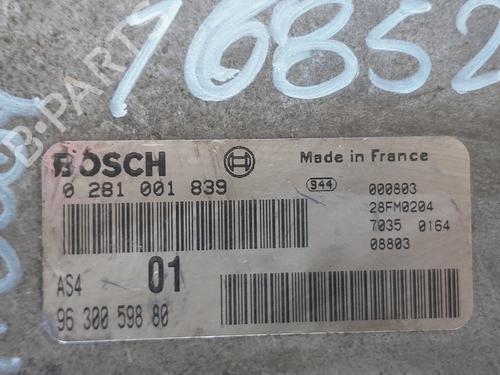 16852
B-PARTS
BOSCH
Made in France
0 281 001 839
944
000803
28FM0204
7035 0164
08803
AS4
01
96 300 598 80